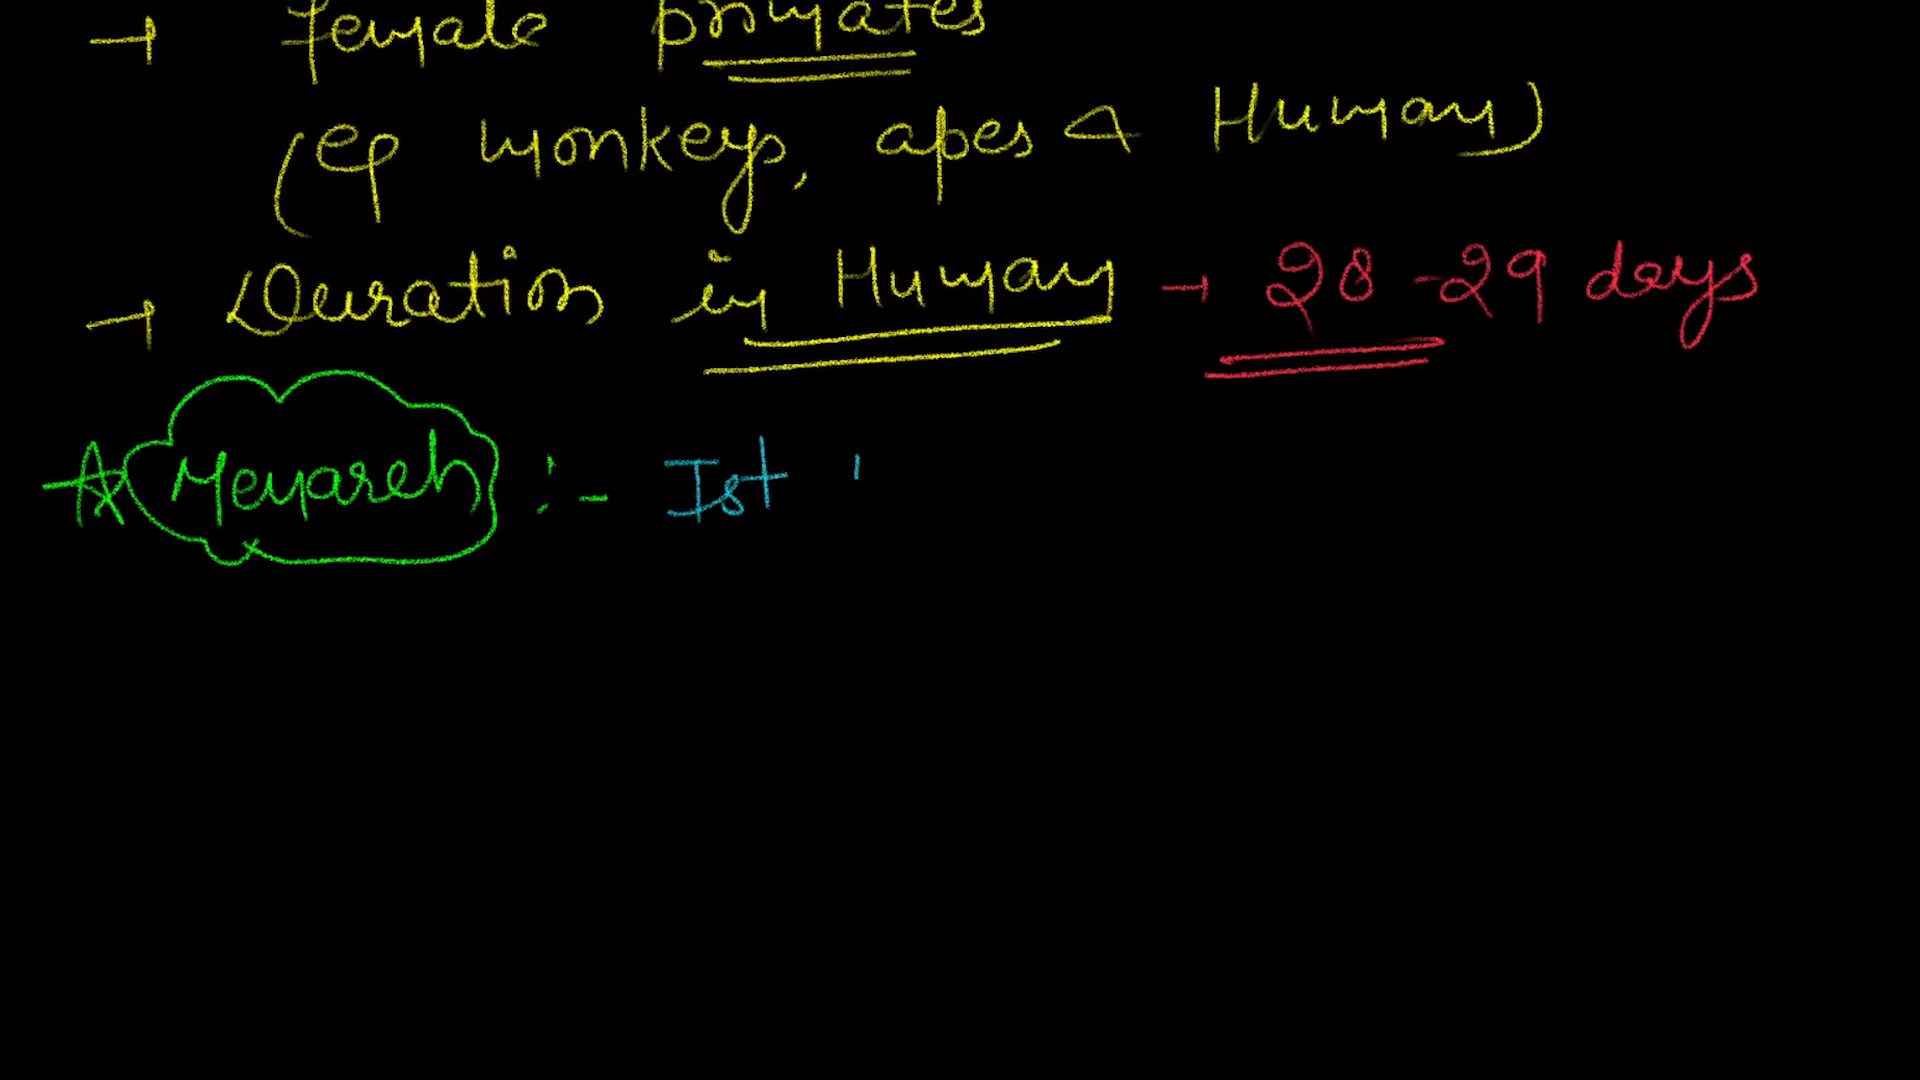 → female primates
(eg monkeys, apes & Human)
→ Duration in Human → 28-29 days
☆ Menarch :- Ist